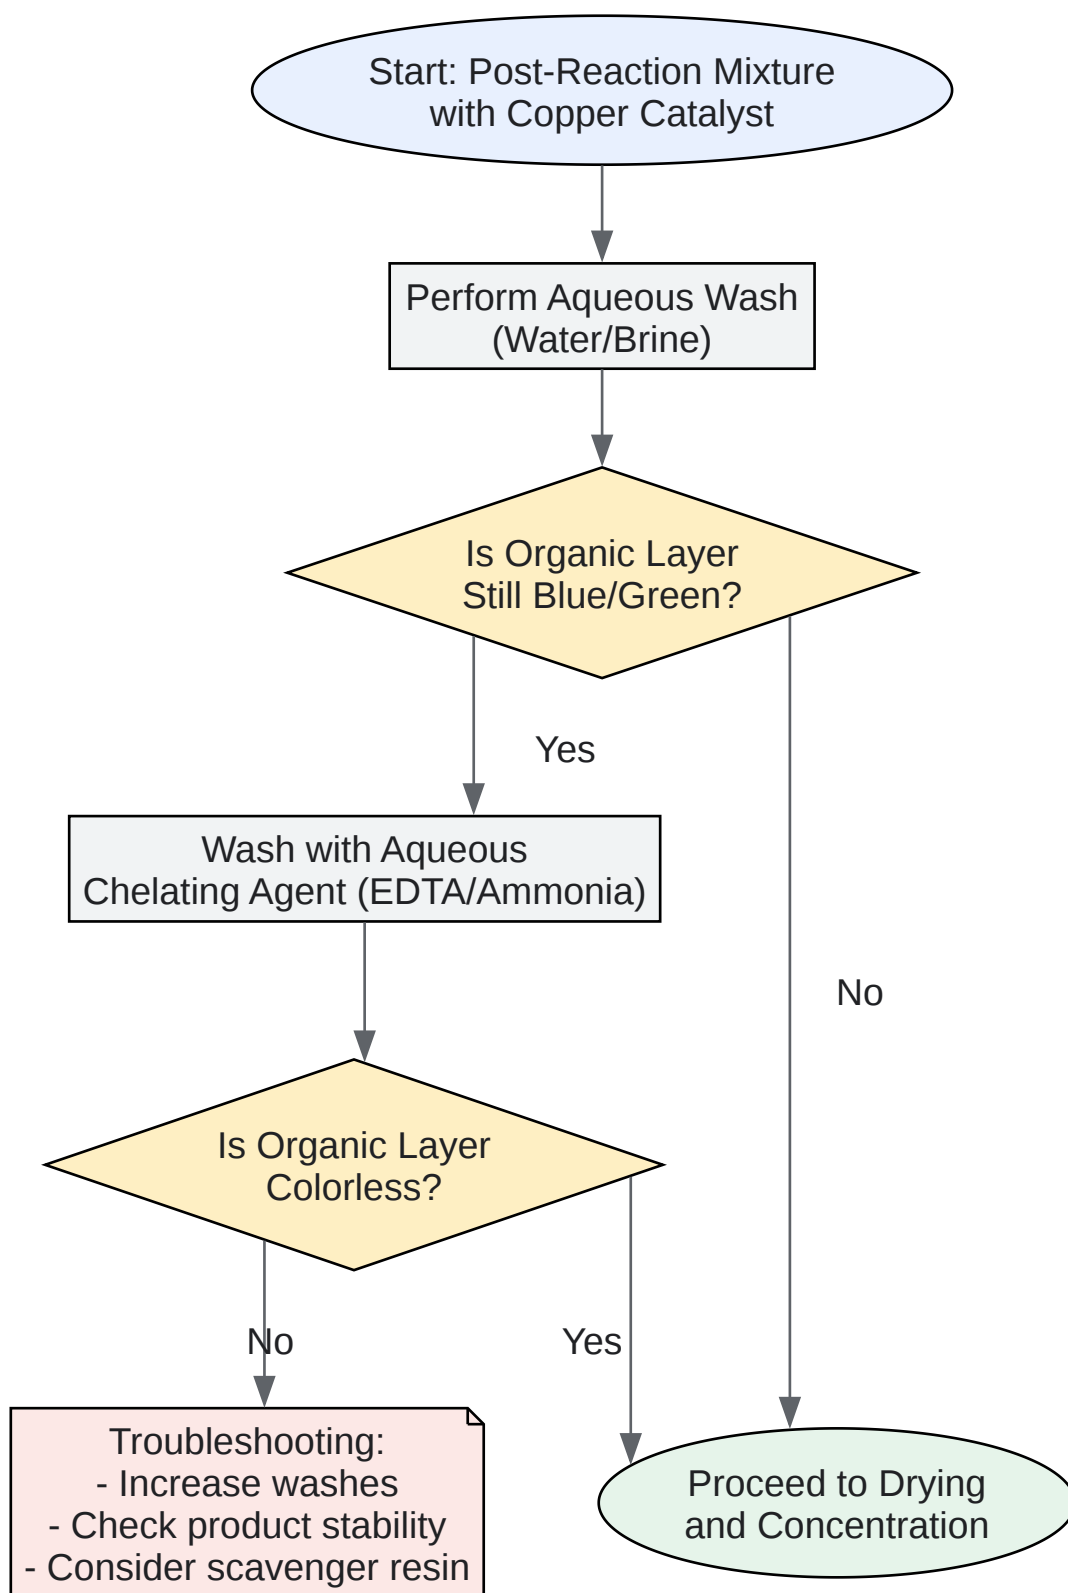 Start: Post-Reaction Mixture
with Copper Catalyst
Perform Aqueous Wash
(Water/Brine)
Is Organic Layer
Still Blue/Green?
Yes
Wash with Aqueous
Chelating Agent (EDTA/Ammonia)
No
Is Organic Layer
Colorless?
No
Yes
Troubleshooting:
- Increase washes
- Check product stability
- Consider scavenger resin
Proceed to Drying
and Concentration